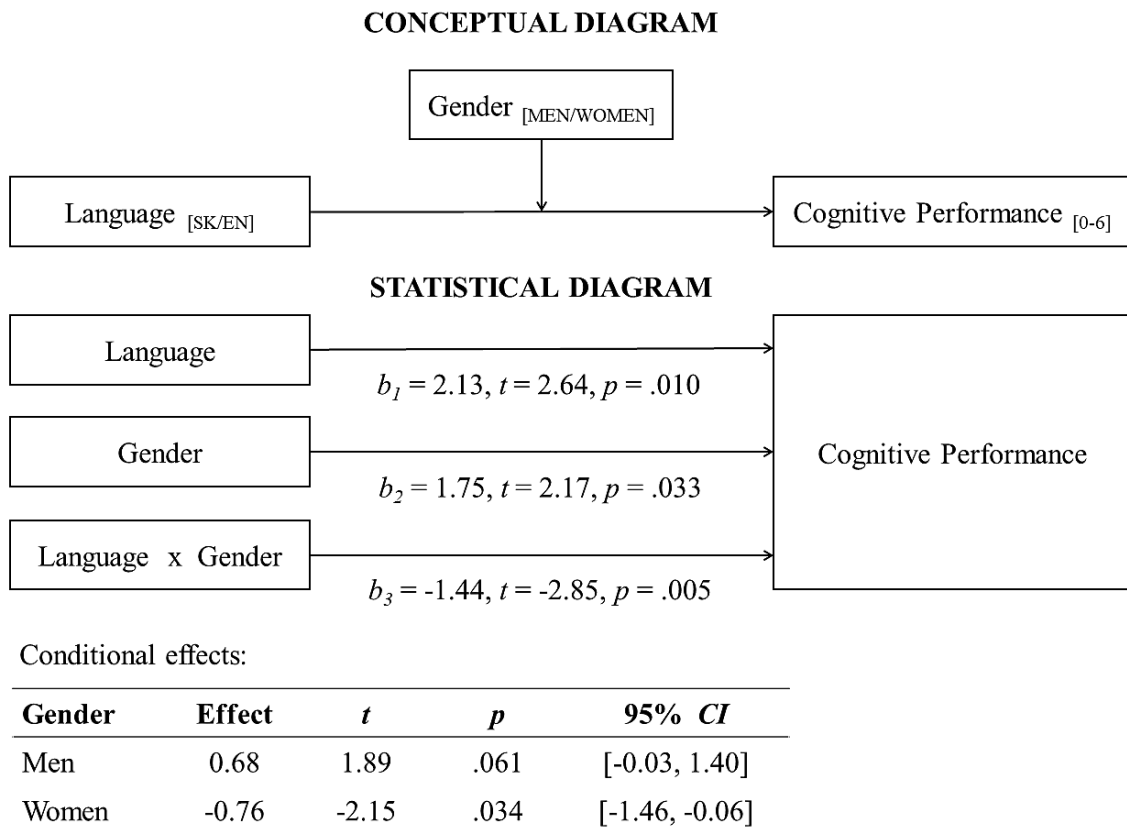 CONCEPTUAL DIAGRAM
Gender [MEN/WOMEN]
Language [SK/EN]
Cognitive Performance [0-6]
STATISTICAL DIAGRAM
Language
b1 = 2.13, t = 2.64, p = .010
Gender
b2 = 1.75, t = 2.17, p = .033
Cognitive Performance
Language x Gender
b3 = -1.44, t = -2.85, p = .005
Conditional effects:
Gender Effect t p 95% CI
Men 0.68 1.89 .061 [-0.03, 1.40]
Women -0.76 -2.15 .034 [-1.46, -0.06]